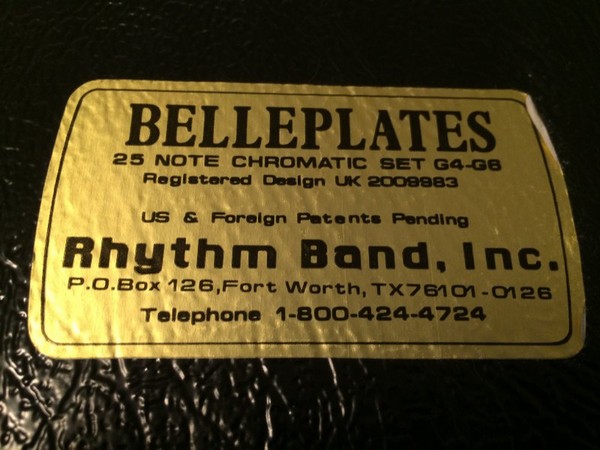 BELLEPLATES
25 NOTE CHROMATIC SET G4-G6
Registered Design UK 2009983
US & Foreign Patents Pending
Rhythm Band, Inc.
P.O.Box 126,Fort Worth,TX76101-0126
Telephone 1-800-424-4724